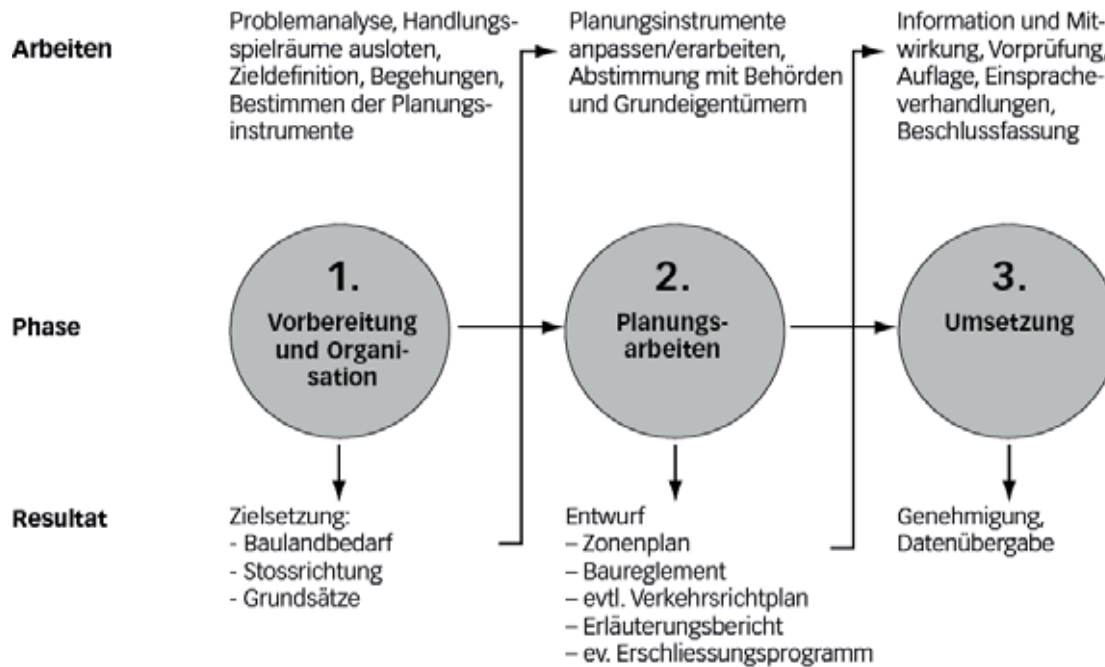 Arbeiten
Problemanalyse, Handlungs-
spielräume ausloten,
Zieldefinition, Begehungen,
Bestimmen der Planungs-
instrumente
Planungsinstrumente
anpassen/erarbeiten,
Abstimmung mit Behörden
und Grundeigentümern
Information und Mit-
wirkung, Vorprüfung,
Auflage, Einsprache-
verhandlungen,
Beschlussfassung
Phase
1.
Vorbereitung
und Organi-
sation
2.
Planungs-
arbeiten
3.
Umsetzung
Resultat
Zielsetzung:
- Baulandbedarf
- Stossrichtung
- Grundsätze
Entwurf
– Zonenplan
– Baureglement
– evtl. Verkehrsrichtplan
– Erläuterungsbericht
– ev. Erschliessungsprogramm
Genehmigung,
Datenübergabe